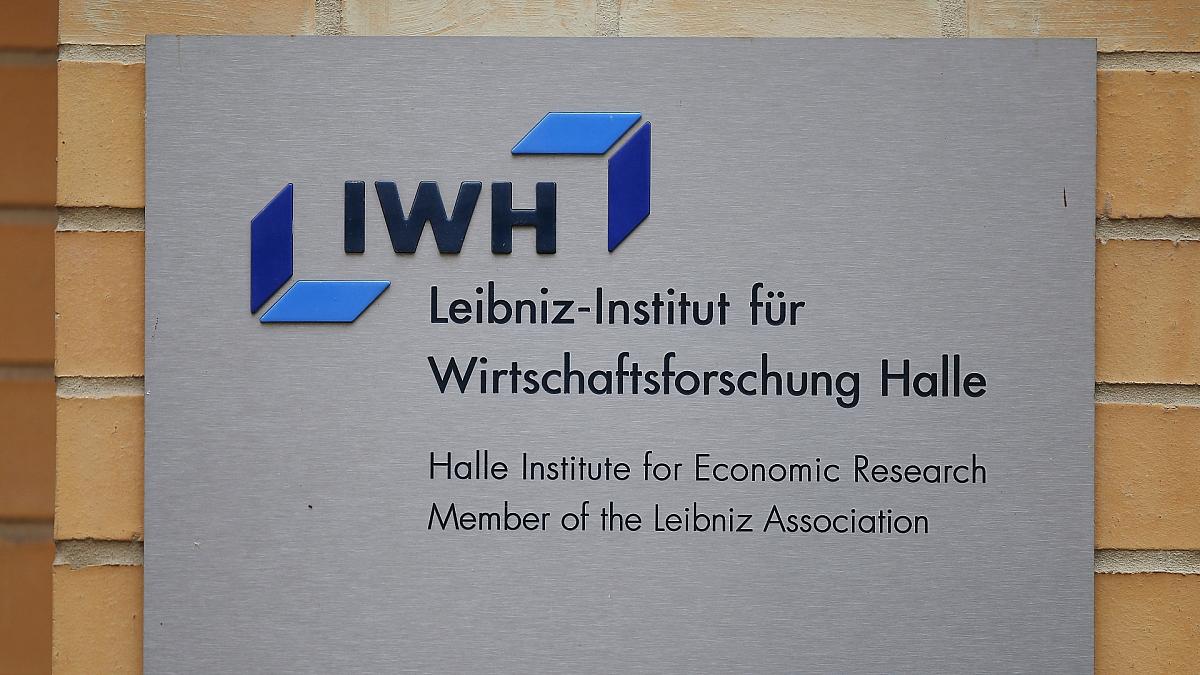 IWH
Leibniz-Institut für
Wirtschaftsforschung Halle
Halle Institute for Economic Research
Member of the Leibniz Association